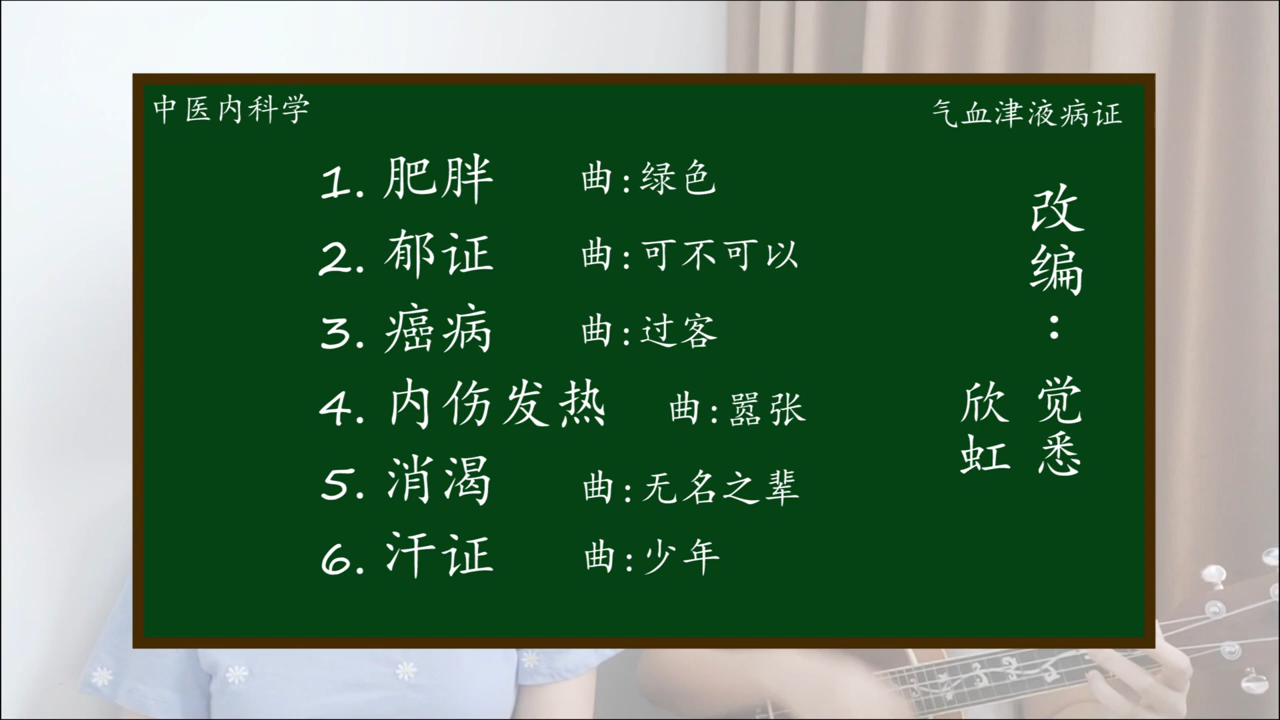 中医内科学
气血津液病证
1. 肥胖 曲:绿色
2. 郁证 曲:可不可以
3. 癌病 曲:过客
4. 内伤发热 曲:嚣张
5. 消渴 曲:无名之辈
6. 汗证 曲:少年
改编:
觉悉
欣虹